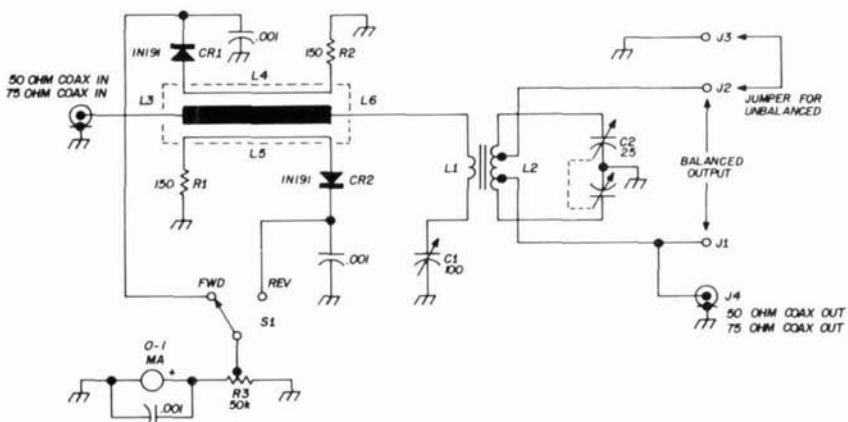 50 OHM COAX IN
75 OHM COAX IN
L3
IN191
CR1
.001
150
R2
L4
L6
L5
150
R1
IN191
CR2
.001
FWD
REV
S1
0-1
MA
+
.001
R3
50k
L1
L2
C1
100
C2
25
J3
J2
JUMPER FOR
UNBALANCED
BALANCED
OUTPUT
J1
J4
50 OHM COAX OUT
75 OHM COAX OUT